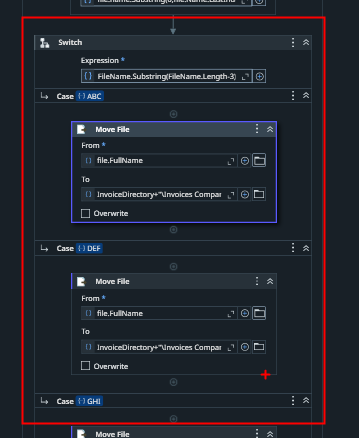 Switch
Expression *
FileName.Substring(FileName.Length-3)
Case ABC
Move File
From *
file.FullName
To
InvoiceDirectory+"\Invoices Compar
Overwrite
Case DEF
Move File
From *
file.FullName
To
InvoiceDirectory+"\Invoices Compar
Overwrite
Case GHI
Move File